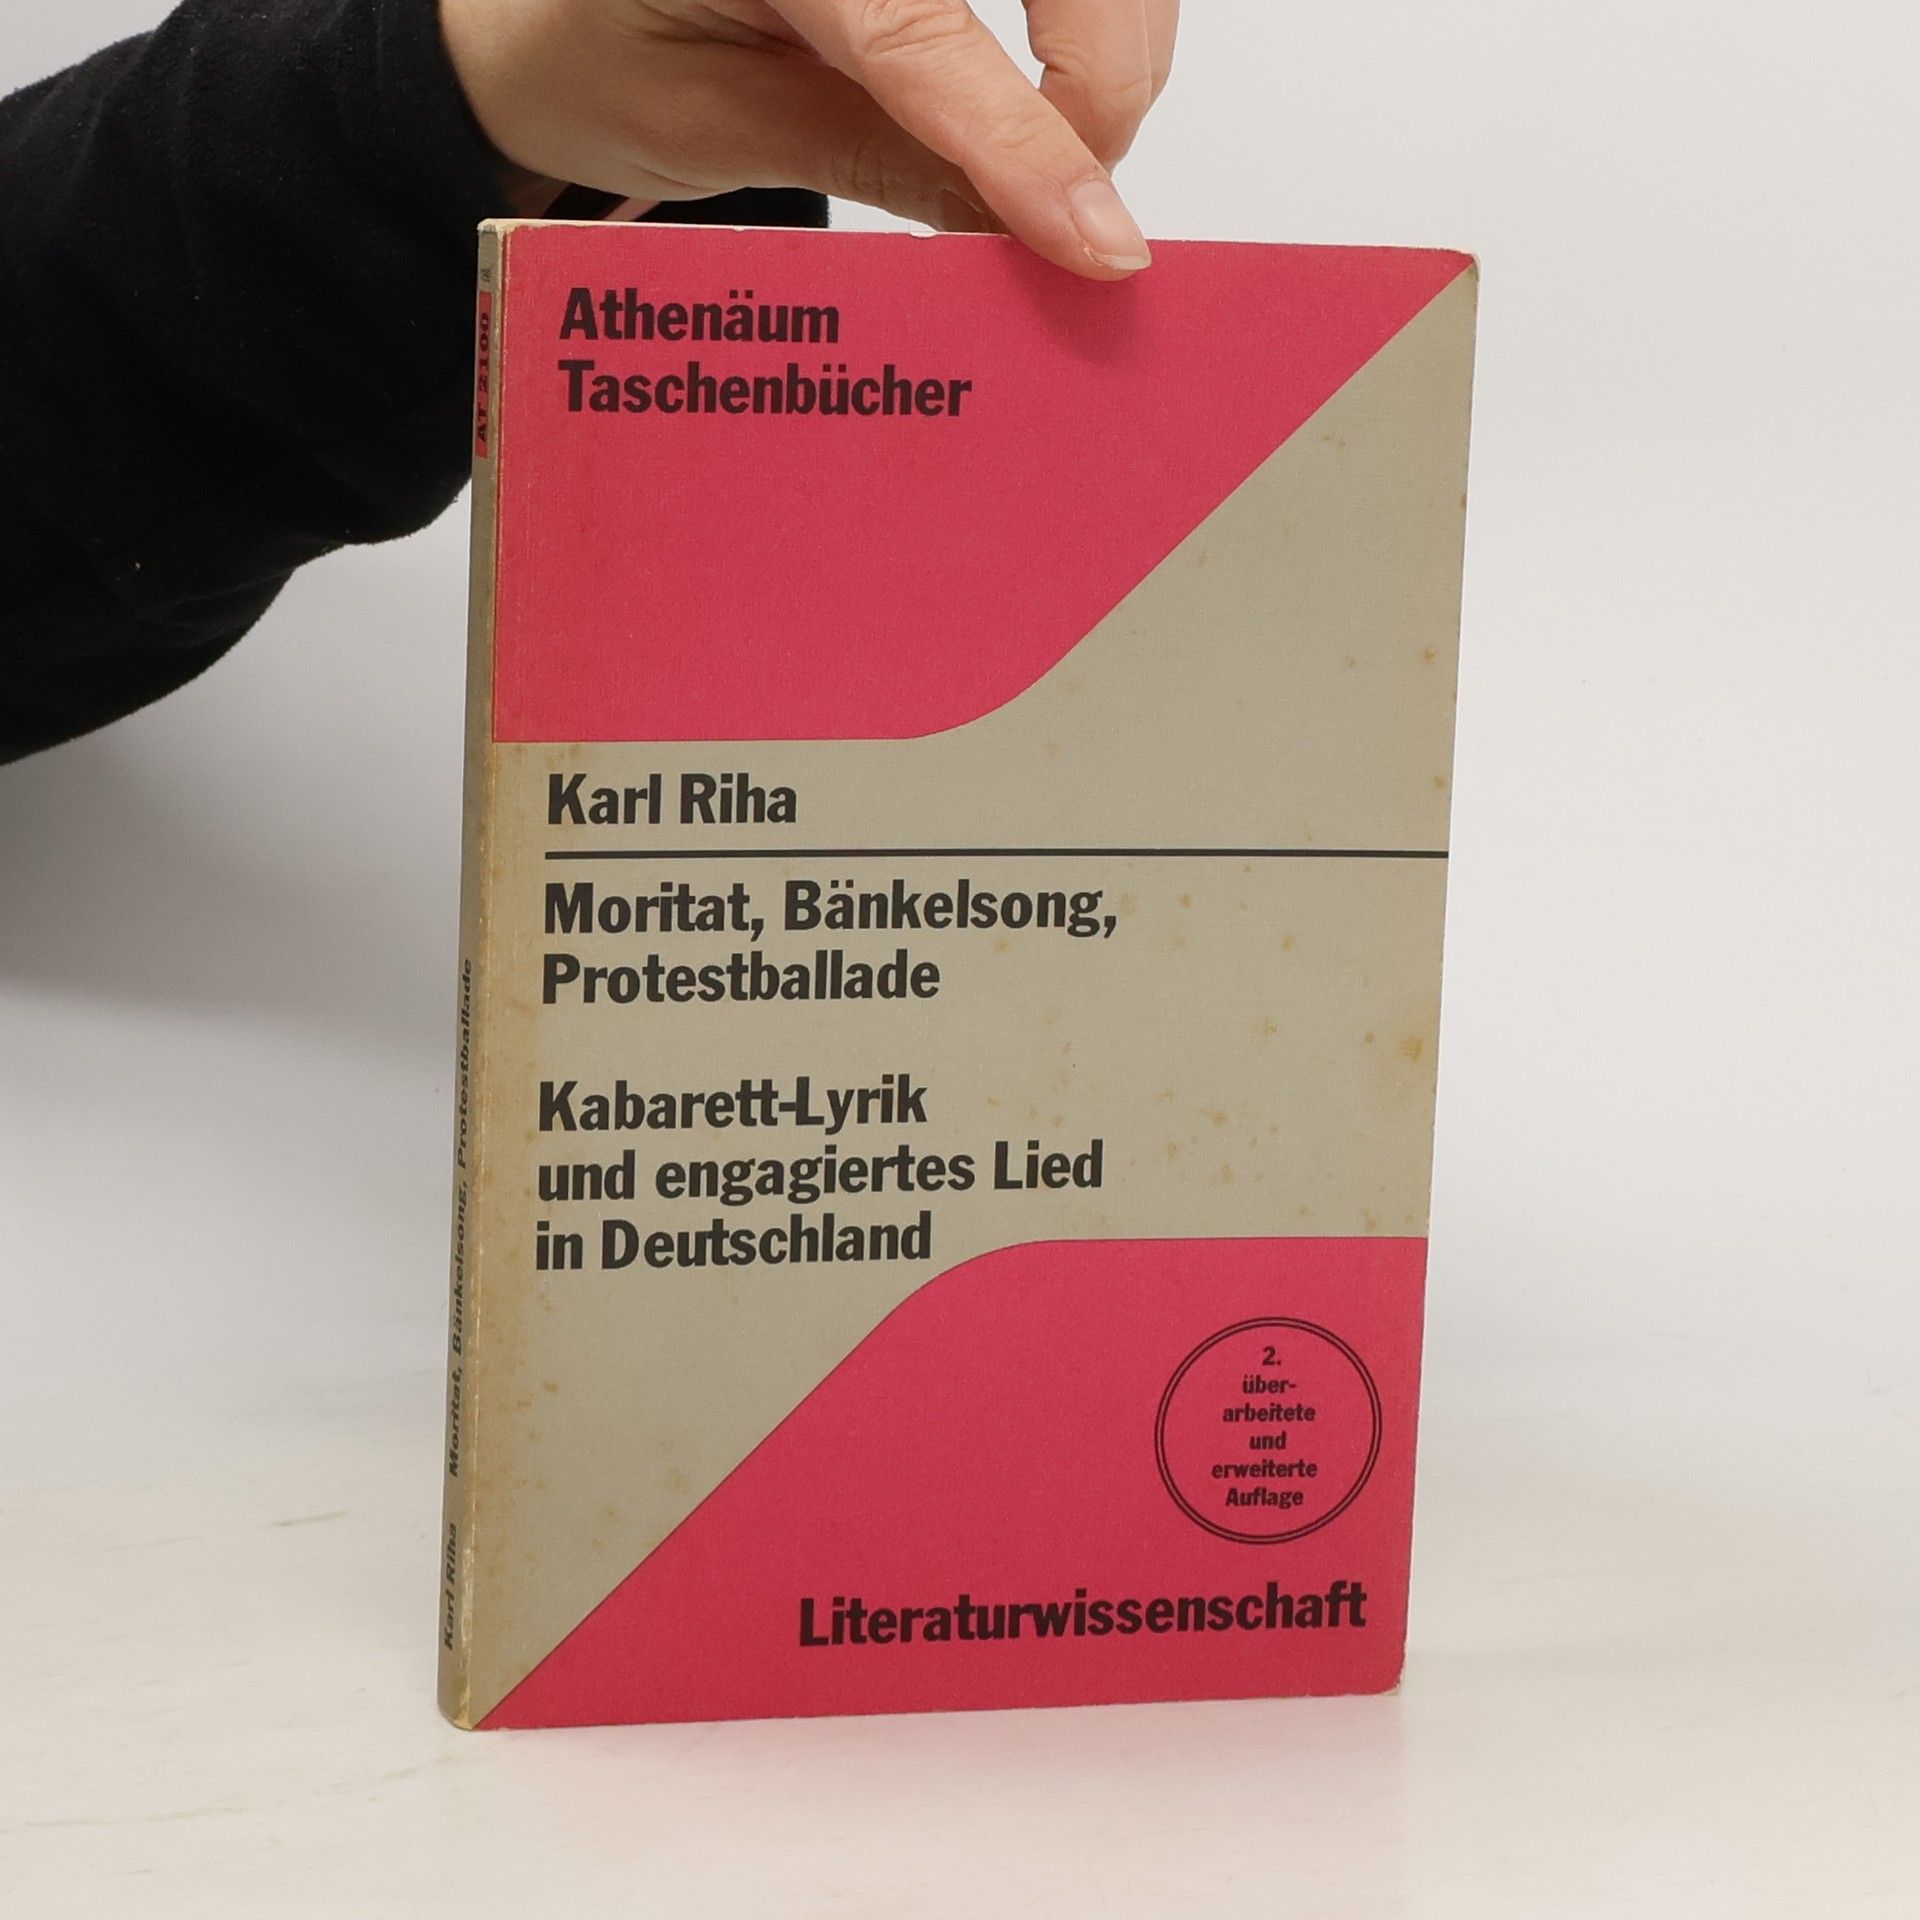 Athenäum
Taschenbücher
Karl Riha
Moritat, Bänkelsong,
Protestballade
Kabarett-Lyrik
und engagiertes Lied
in Deutschland
2.
über-
arbeitete
und
erweiterte
Auflage
Literaturwissenschaft
Karl Riha Moritat, Bänkelsong, Protestballade
AT 2100